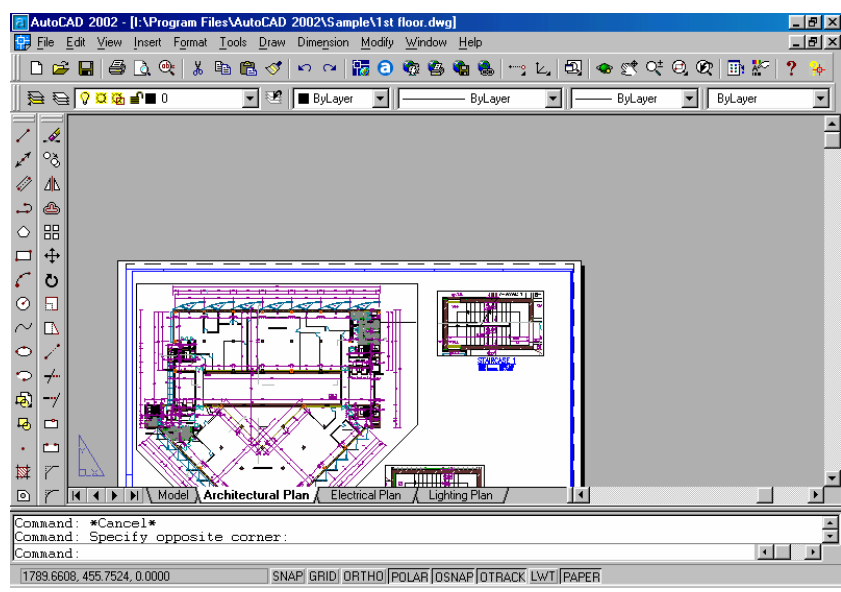 AutoCAD 2002 - [I:\Program Files\AutoCAD 2002\Sample\1st floor.dwg]
File Edit View Insert Format Tools Draw Dimension Modify Window Help
0 ByLayer ByLayer ByLayer ByLayer
STAIRCASE 1
Model Architectural Plan Electrical Plan Lighting Plan
Command: *Cancel*
Command: Specify opposite corner:
Command:
1789.6608, 455.7524, 0.0000 SNAP GRID ORTHO POLAR OSNAP OTRACK LWT PAPER